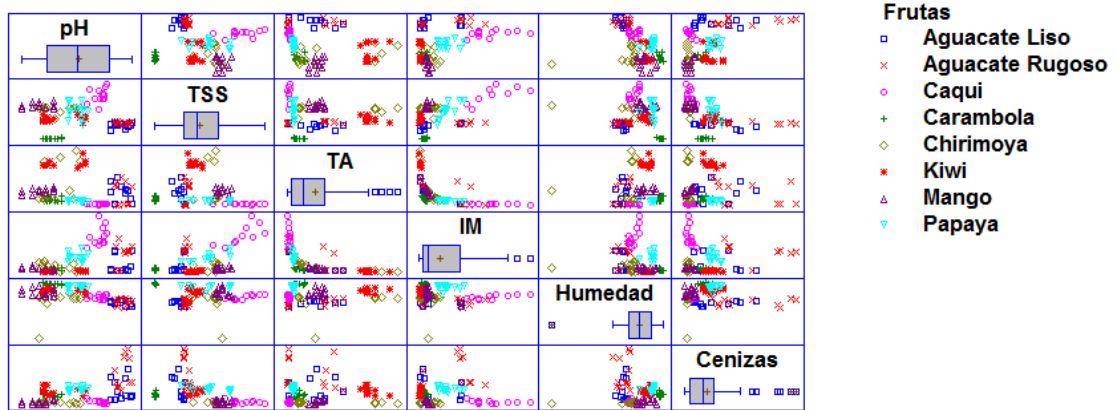 pH
TSS
TA
IM
Humedad
Cenizas
Frutas
Aguacate Liso
Aguacate Rugoso
Caqui
Carambola
Chirimoya
Kiwi
Mango
Papaya